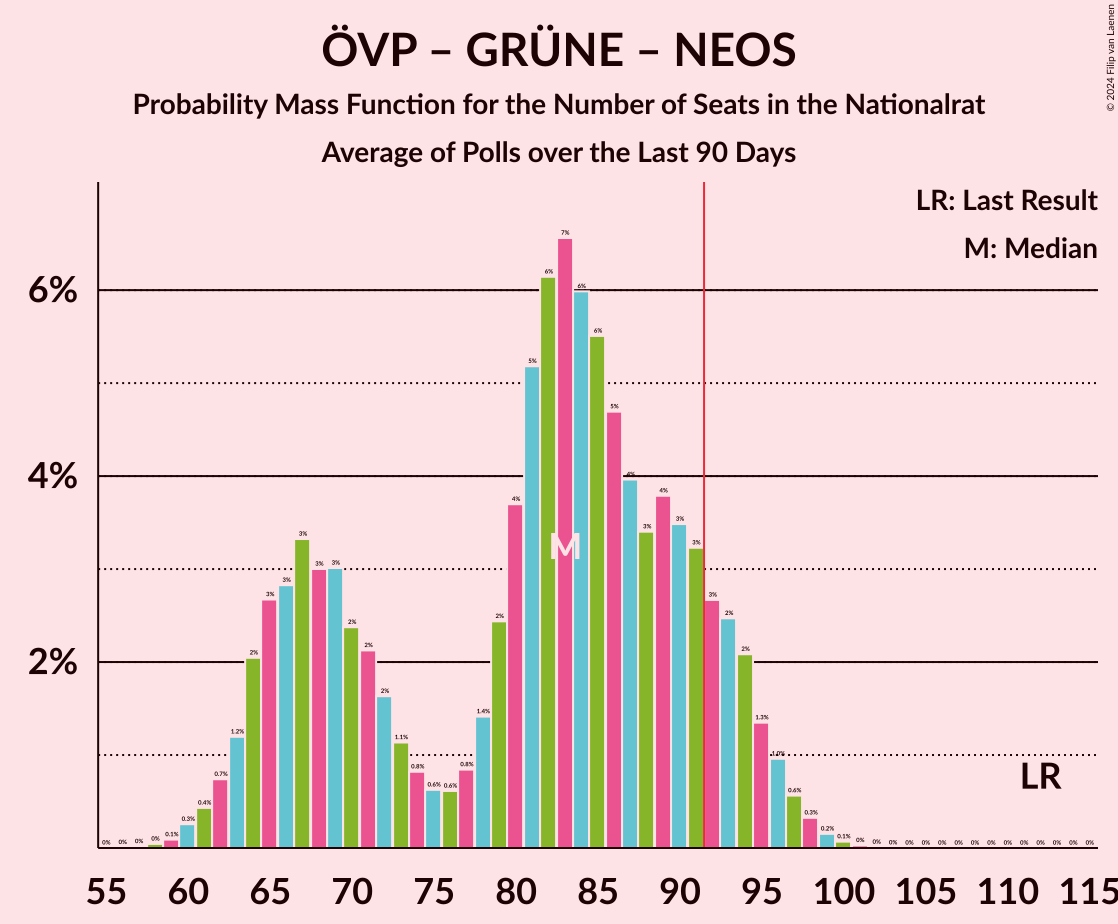 ÖVP – GRÜNE – NEOS
Probability Mass Function for the Number of Seats in the Nationalrat
Average of Polls over the Last 90 Days
© 2024 Filip van Laenen
LR: Last Result
M: Median
6%
4%
2%
0% 0% 0% 0% 0.1% 0.3% 0.4% 0.7% 1.2% 2% 3% 3% 3% 3% 3% 2% 2% 2% 1.1% 0.8% 0.6% 0.6% 0.8% 1.4% 2% 4% 5% 6% 7% 6% 6% 5% 4% 3% 4% 3% 3% 3% 2% 2% 1.3% 1.0% 0.6% 0.3% 0.2% 0.1% 0% 0% 0% 0% 0% 0% 0% 0% 0% 0% 0% 0% 0% 0% 0%
M
LR
55 60 65 70 75 80 85 90 95 100 105 110 115